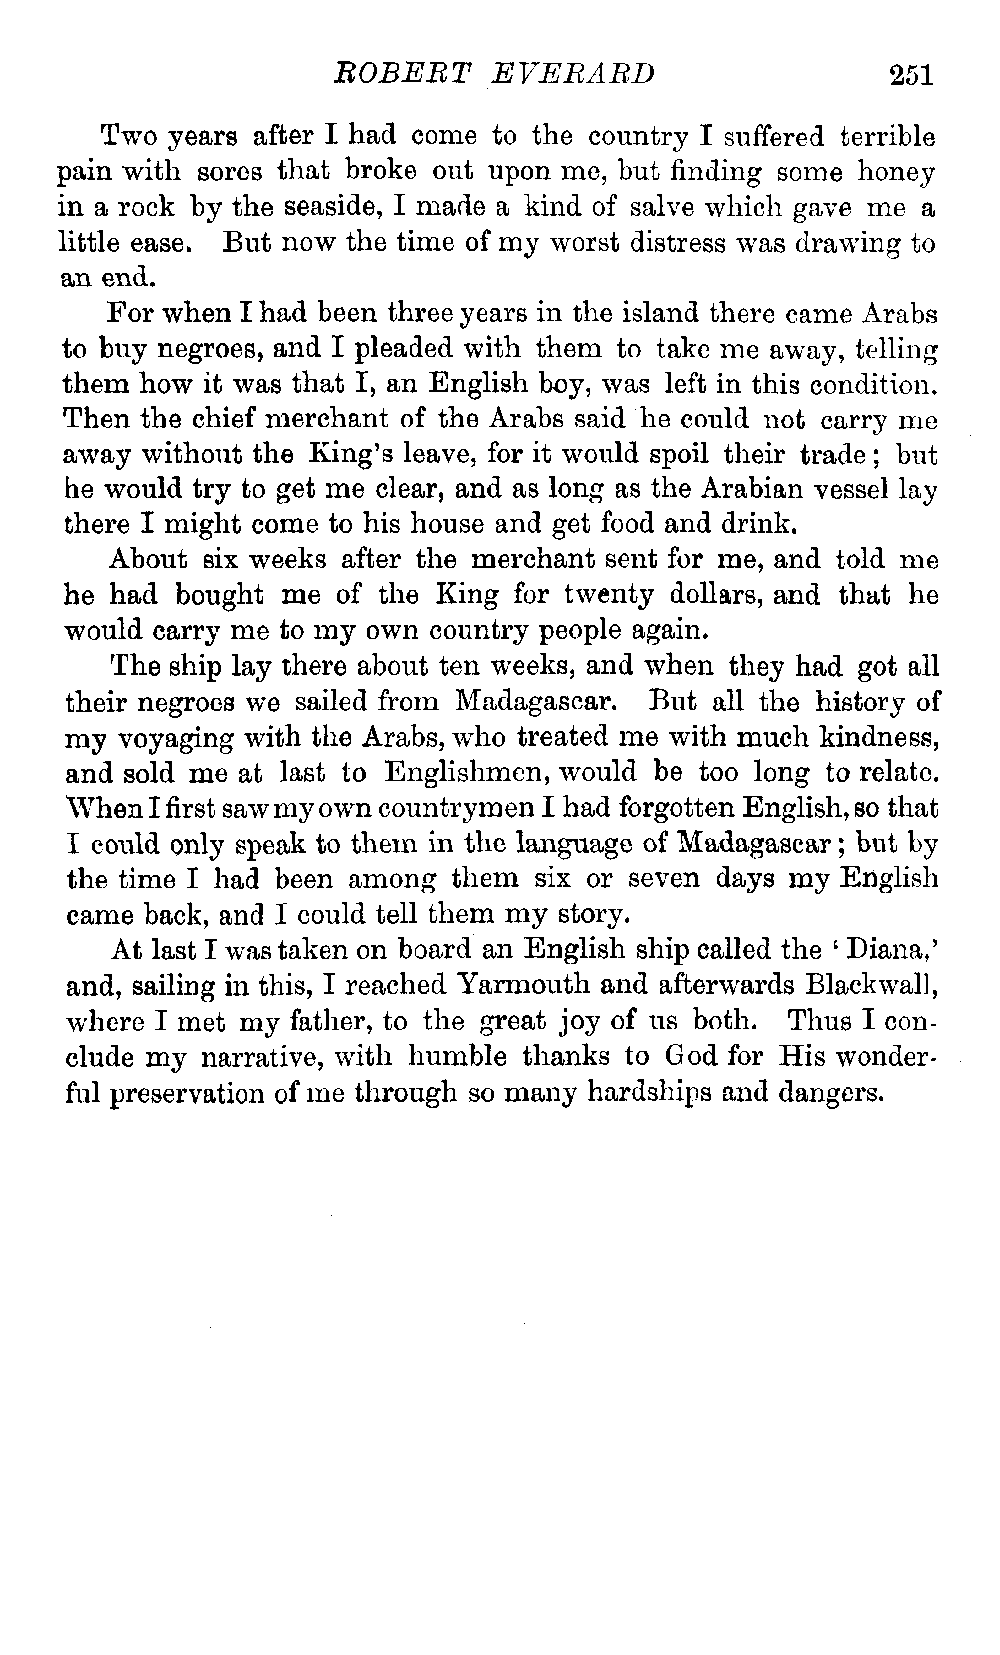 ROBERT EVERARD 251
Two years after I had come to the country I suffered terrible
pain with sores that broke out upon me, but finding some honey
in a rock by the seaside, I made a kind of salve which gave me a
little ease. But now the time of my worst distress was drawing to
an end.
For when I had been three years in the island there came Arabs
to buy negroes, and I pleaded with them to take me away, telling
them how it was that I, an English boy, was left in this condition.
Then the chief merchant of the Arabs said he could not carry me
away without the King's leave, for it would spoil their trade; but
he would try to get me clear, and as long as the Arabian vessel lay
there I might come to his house and get food and drink.
About six weeks after the merchant sent for me, and told me
he had bought me of the King for twenty dollars, and that he
would carry me to my own country people again.
The ship lay there about ten weeks, and when they had got all
their negroes we sailed from Madagascar. But all the history of
my voyaging with the Arabs, who treated me with much kindness,
and sold me at last to Englishmen, would be too long to relate.
When I first saw my own countrymen I had forgotten English, so that
I could only speak to them in the language of Madagascar; but by
the time I had been among them six or seven days my English
came back, and I could tell them my story.
At last I was taken on board an English ship called the ‘Diana,’
and, sailing in this, I reached Yarmouth and afterwards Blackwall,
where I met my father, to the great joy of us both. Thus I con-
clude my narrative, with humble thanks to God for His wonder-
ful preservation of me through so many hardships and dangers.